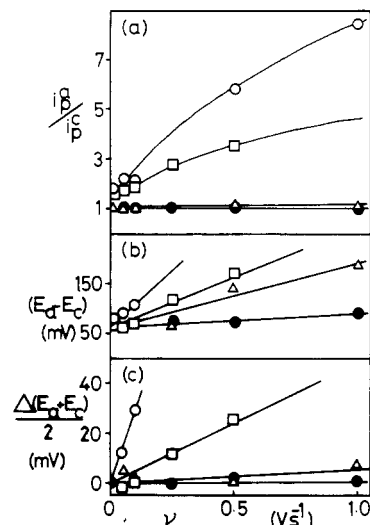 (a)
7
5
3
1
i_p^a / i_p^c
(b)
150
50
(E_a-E_c)
(mV)
(c)
40
20
0
Δ(E_a+E_c)
2
(mV)
0 0.5 1.0
ν (Vs⁻¹)